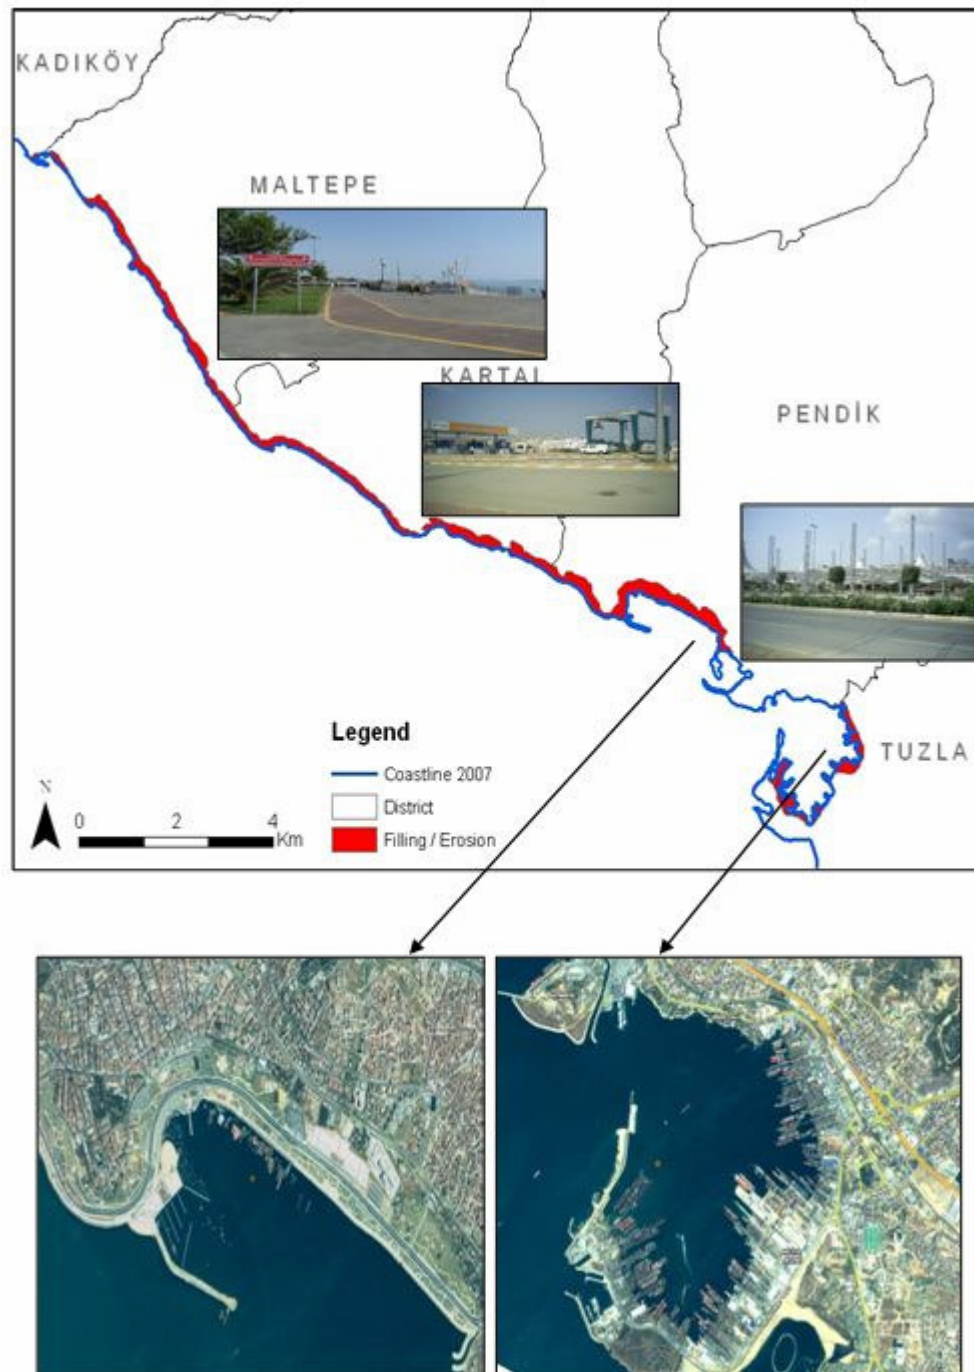 KADIKÖY
MALTEPE
KARTAL
PENDİK
TUZLA
Legend
Coastline 2007
District
Filling / Erosion
N
0 2 4
Km